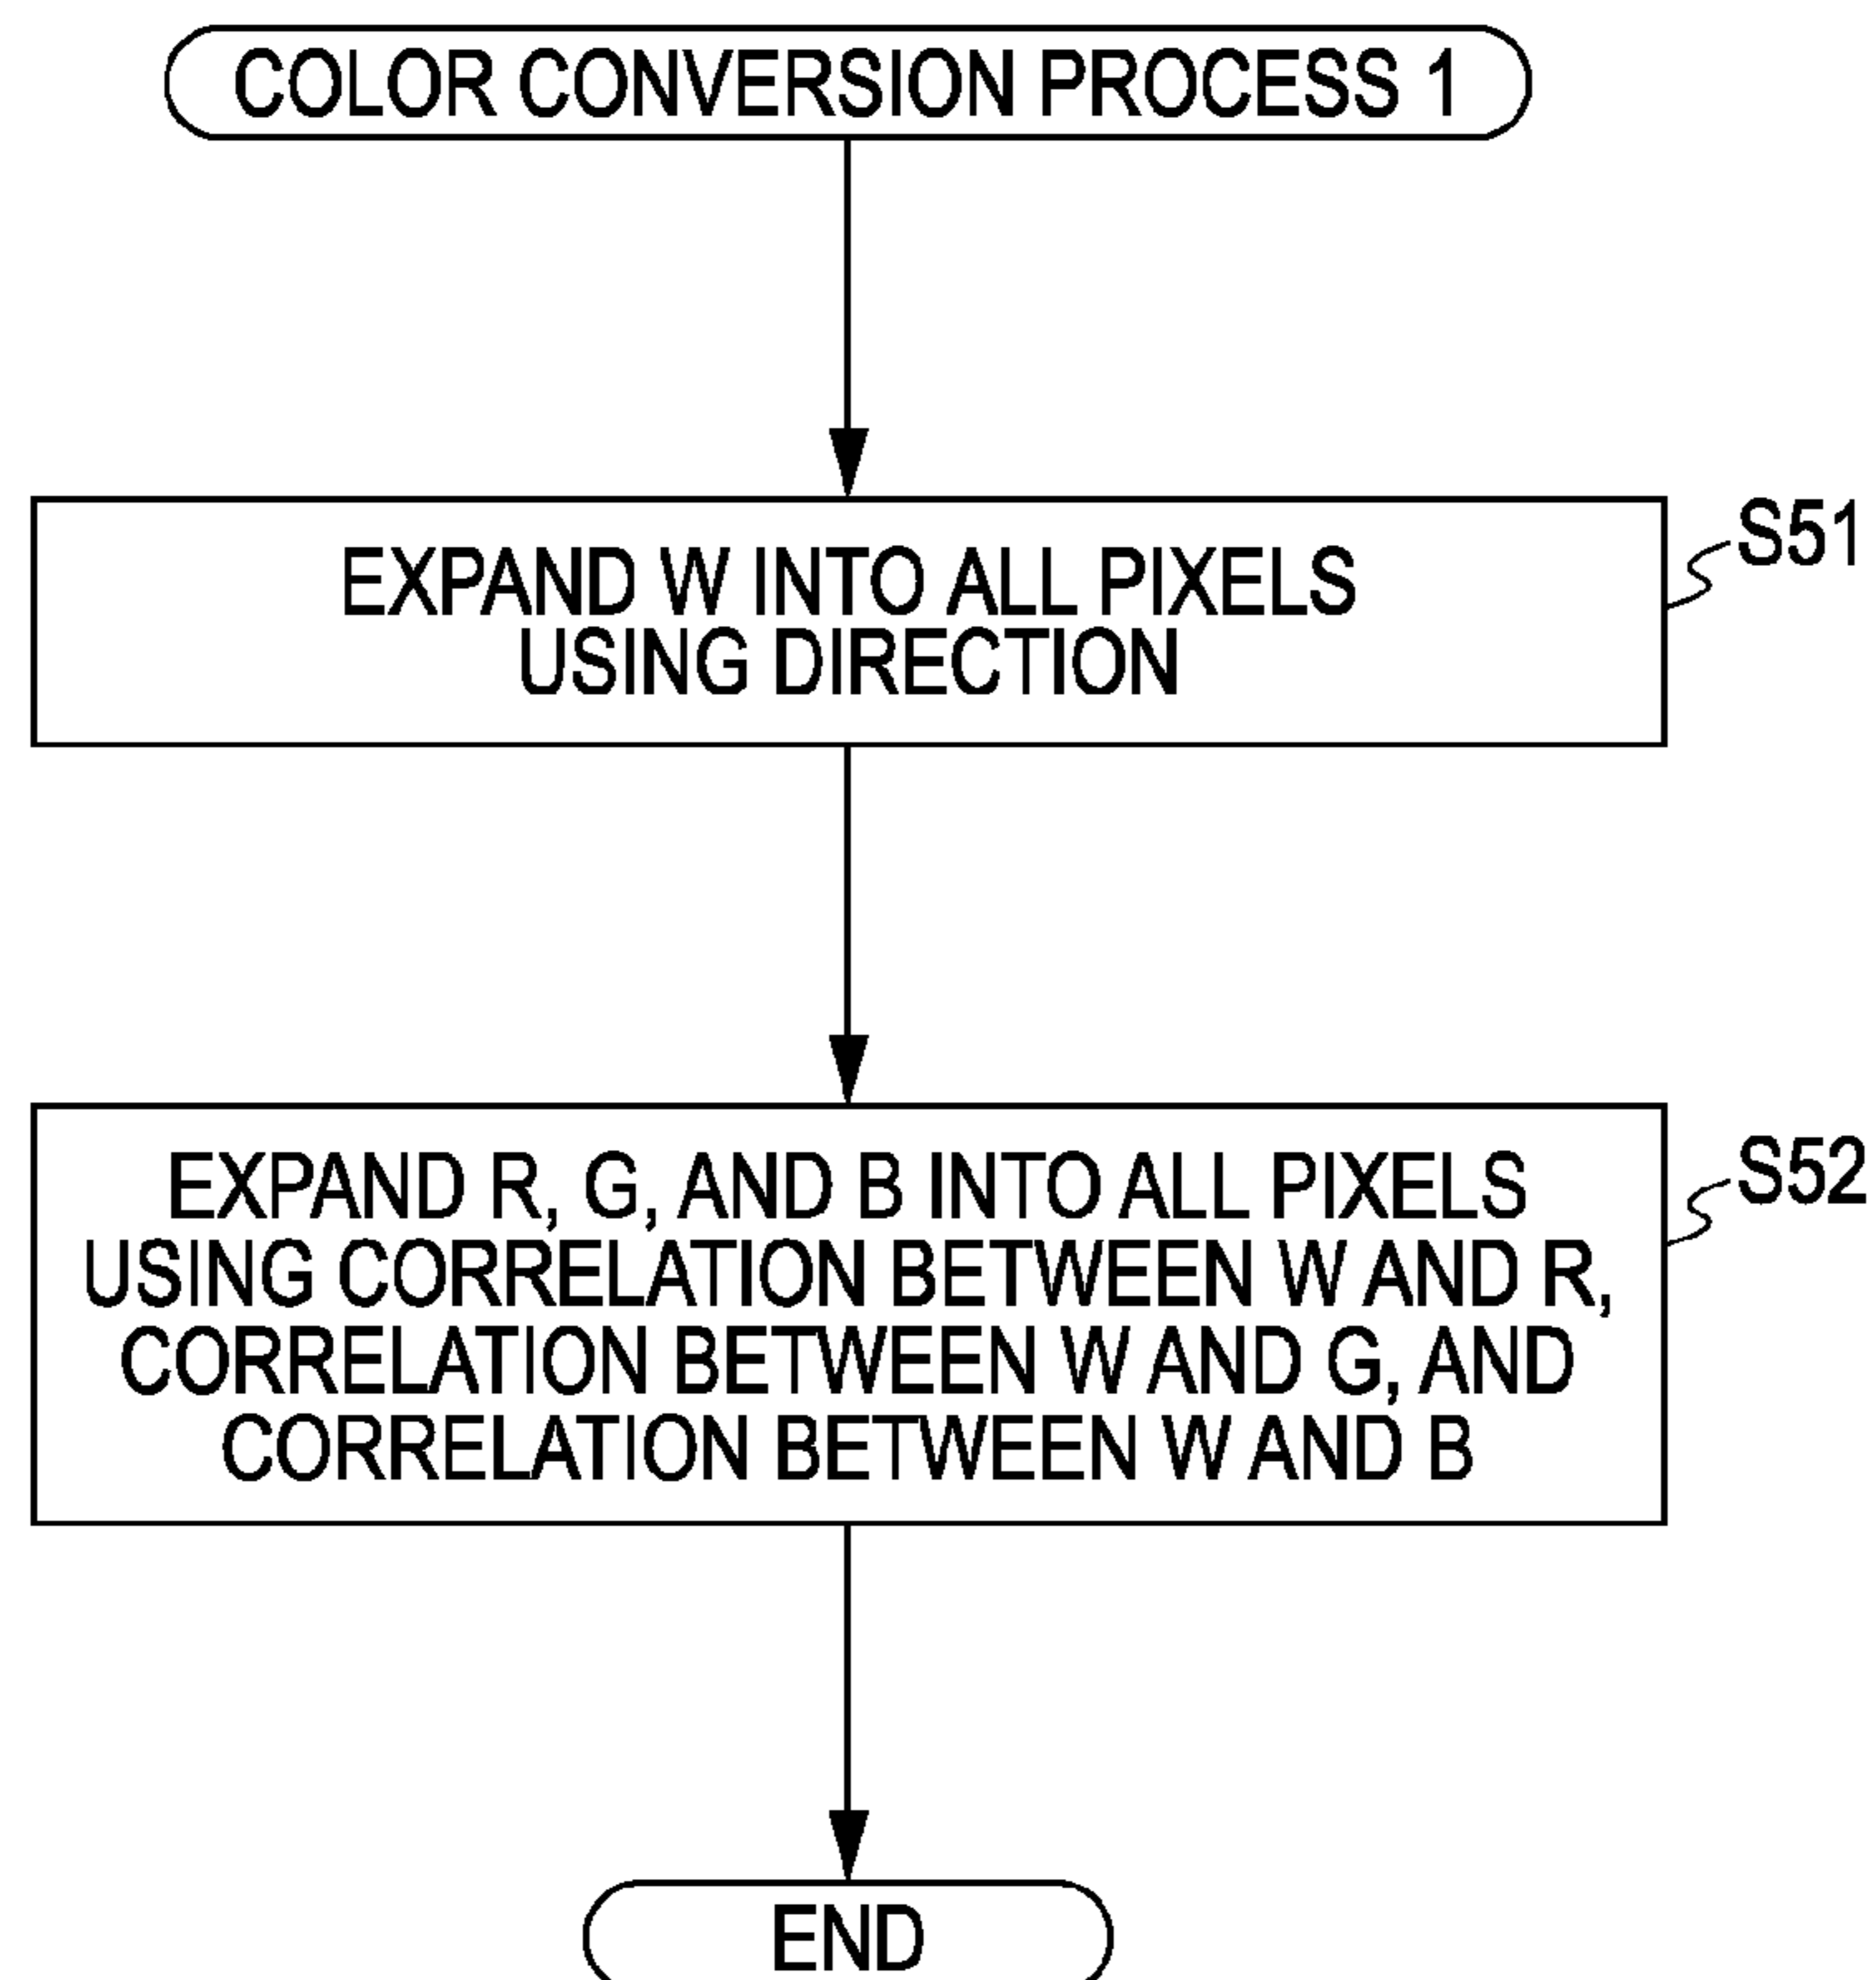 COLOR CONVERSION PROCESS 1
EXPAND W INTO ALL PIXELS
USING DIRECTION
S51
EXPAND R, G, AND B INTO ALL PIXELS
USING CORRELATION BETWEEN W AND R,
CORRELATION BETWEEN W AND G, AND
CORRELATION BETWEEN W AND B
S52
END